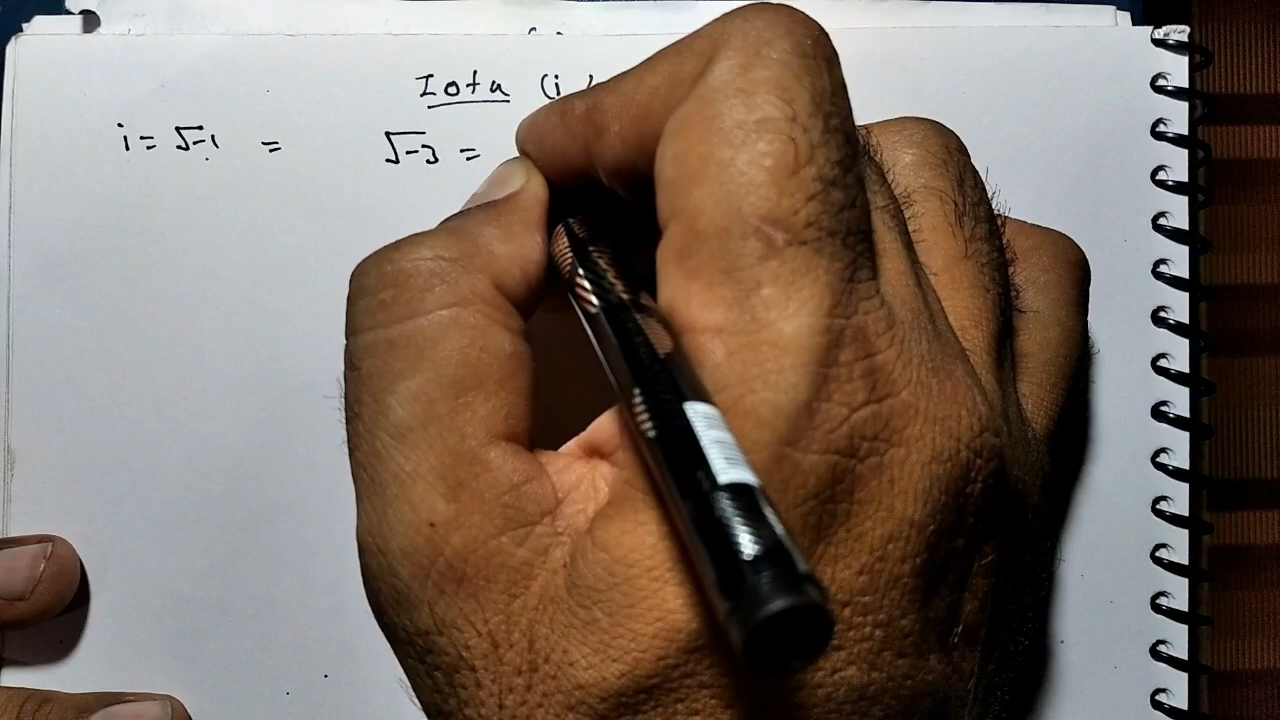 Iota (i
i = √-1 = √-3 =